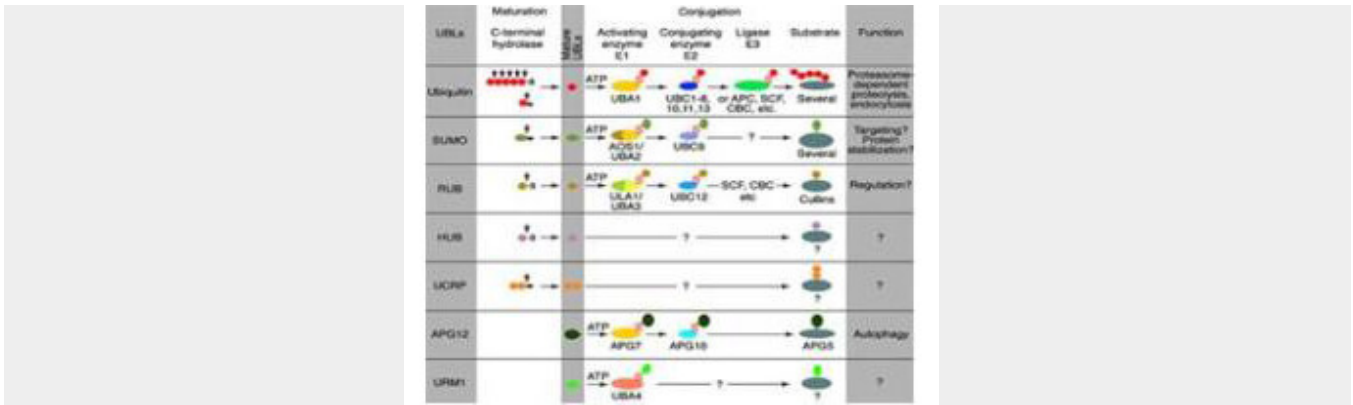 Maturation Conjugation
UBLs C-terminal hydrolase Mature UBLs Activating enzyme E1 Conjugating enzyme E2 Ligase E3 Substrate Function
Ubiquitin ATP UBA1 UBC1-8, 10,11,13 or APC, SCF, CBC, etc. Several Proteasome-dependent proteolysis, endocytosis
SUMO ATP AOS1/UBA2 UBC9 ? Several Targeting? Protein stabilization?
RUB ATP ULA1/UBA3 UBC12 SCF, CBC etc Cullins Regulation?
HUB ? ? ?
UCRP ? ? ?
APG12 ATP APG7 APG10 APG5 Autophagy
URM1 ATP UBA4 ? ? ?